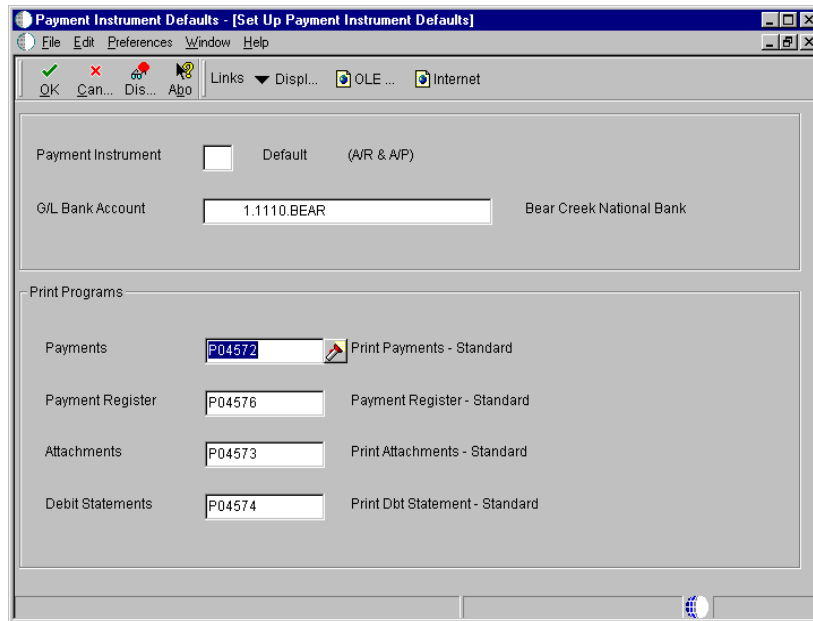 Payment Instrument Defaults - [Set Up Payment Instrument Defaults]
File Edit Preferences Window Help
OK Can... Dis... Abo Links Displ... OLE ... Internet
Payment Instrument Default (A/R & A/P)
G/L Bank Account 1.1110.BEAR Bear Creek National Bank
Print Programs
Payments P04572 Print Payments - Standard
Payment Register P04576 Payment Register - Standard
Attachments P04573 Print Attachments - Standard
Debit Statements P04574 Print Dbt Statement - Standard